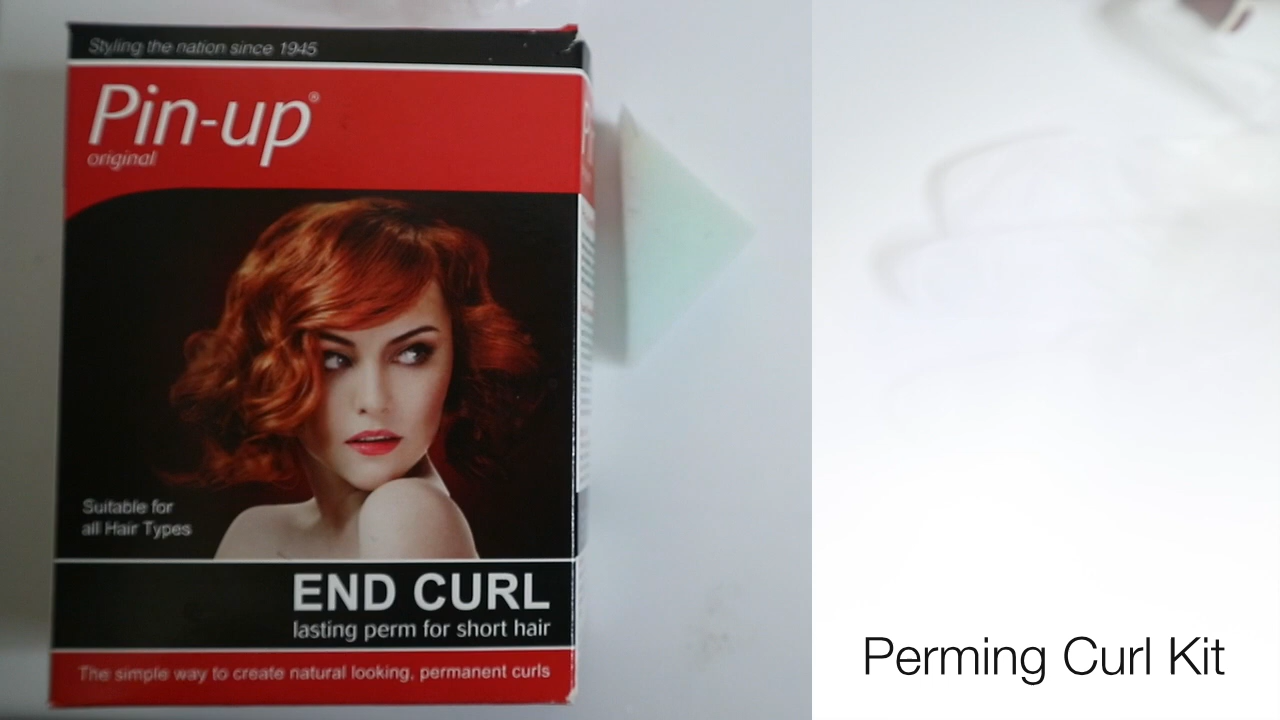 Styling the nation since 1945
Pin-up®
original
Suitable for
all Hair Types
END CURL
lasting perm for short hair
The simple way to create natural looking, permanent curls
Perming Curl Kit